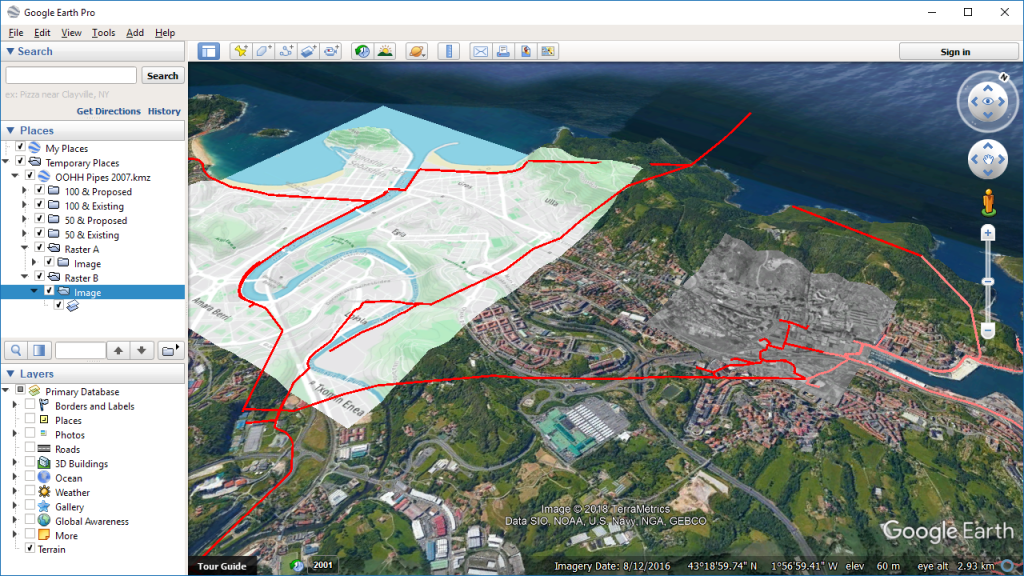 Google Earth Pro
File Edit View Tools Add Help
Search
Sign in
Search
ex: Pizza near Clayville, NY
Get Directions History
Places
My Places
Temporary Places
OOHH Pipes 2007.kmz
100 & Proposed
100 & Existing
50 & Proposed
50 & Existing
Raster A
Image
Raster B
Image
Layers
Primary Database
Borders and Labels
Places
Photos
Roads
3D Buildings
Ocean
Weather
Gallery
Global Awareness
More
Terrain
N
Ulia
Egia
Amara Berri
Loiola
Txomin Enea
Image © 2018 TerraMetrics
Data SIO, NOAA, U.S. Navy, NGA, GEBCO
Google Earth
Tour Guide
2001
Imagery Date: 8/12/2016 43°18'59.74" N 1°56'59.41" W elev 60 m eye alt 2.93 km